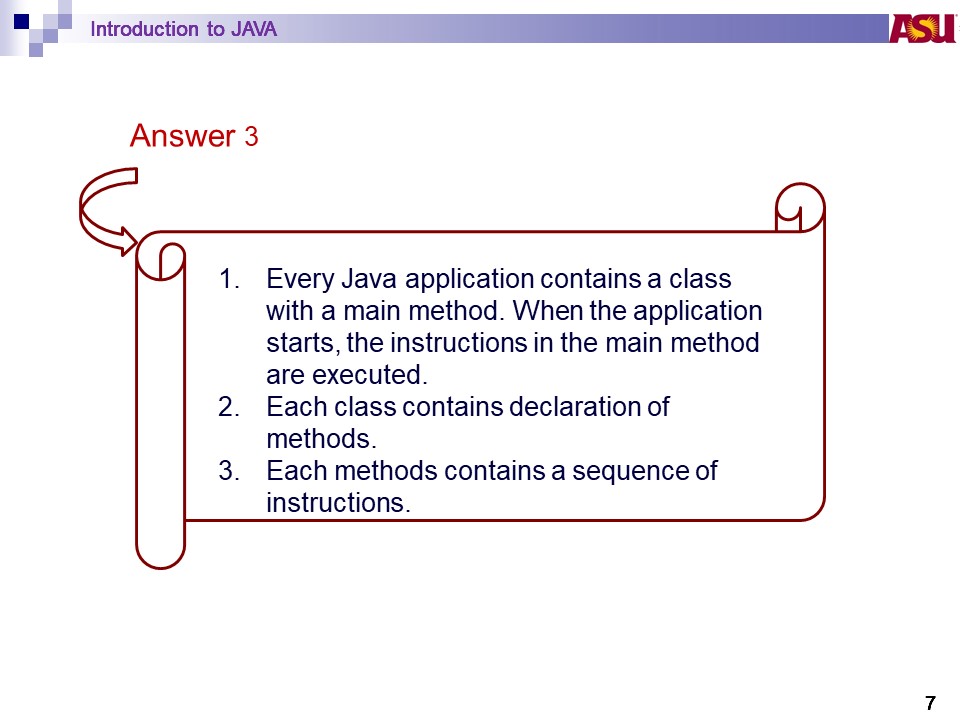 Introduction to JAVA
ASU
Answer 3
1. Every Java application contains a class
with a main method. When the application
starts, the instructions in the main method
are executed.
2. Each class contains declaration of
methods.
3. Each methods contains a sequence of
instructions.
7